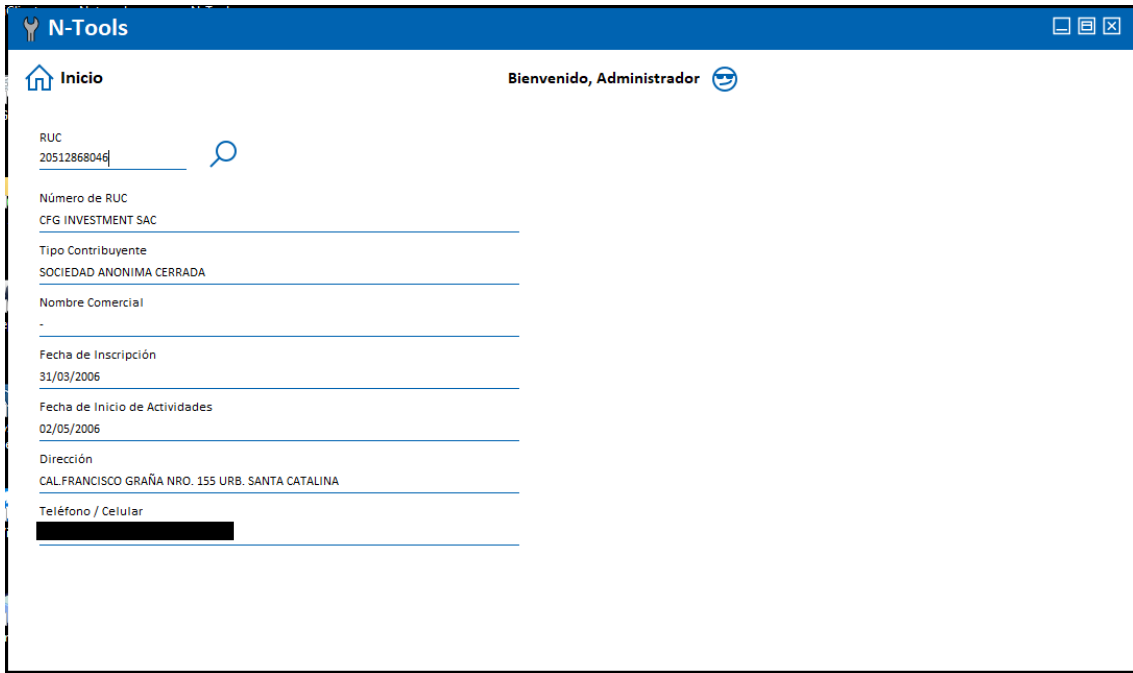 N-Tools
Inicio
Bienvenido, Administrador
RUC
20512868046
Número de RUC
CFG INVESTMENT SAC
Tipo Contribuyente
SOCIEDAD ANONIMA CERRADA
Nombre Comercial
-
Fecha de Inscripción
31/03/2006
Fecha de Inicio de Actividades
02/05/2006
Dirección
CAL.FRANCISCO GRAÑA NRO. 155 URB. SANTA CATALINA
Teléfono / Celular